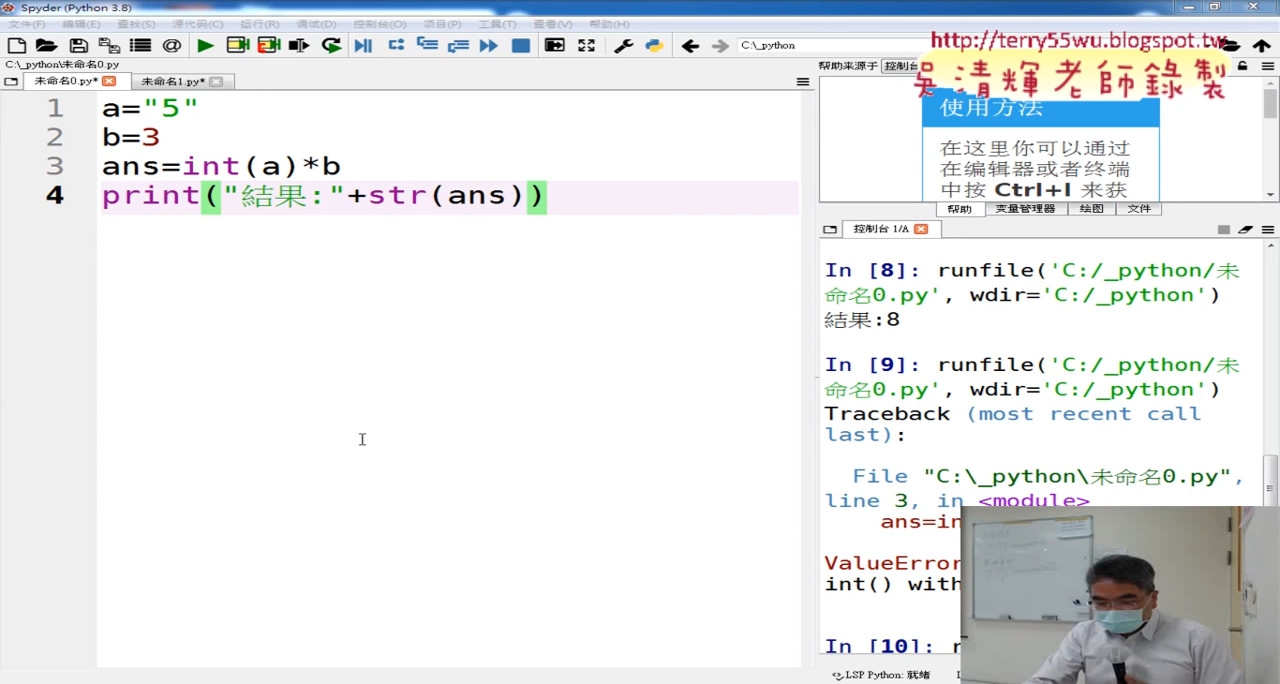 Spyder (Python 3.8)
文件(F) 编辑(E) 查找(S) 源代码(C) 运行(R) 调试(D) 控制台(O) 项目(P) 工具(T) 查看(V) 帮助(H)
C:\_python
http://terry55wu.blogspot.tw
吳清輝老師錄製
C:\_python\未命名0.py
未命名0.py*
未命名1.py*
1 a="5"
2 b=3
3 ans=int(a)*b
4 print("結果:"+str(ans))
帮助来源于 控制台
使用方法
在这里你可以通过
在编辑器或者终端
中按 Ctrl+I 来获
帮助 变量管理器 绘图 文件
控制台 1/A
In [8]: runfile('C:/_python/未
命名0.py', wdir='C:/_python')
結果:8
In [9]: runfile('C:/_python/未
命名0.py', wdir='C:/_python')
Traceback (most recent call
last):
File "C:\_python\未命名0.py",
line 3, in <module>
ans=in
ValueError
int() with
In [10]:
LSP Python: 就绪